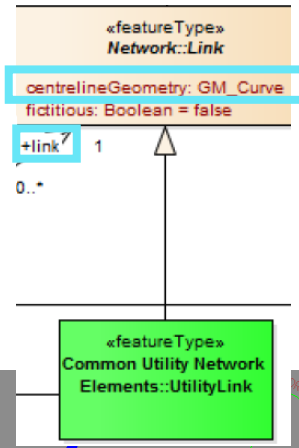 «featureType»
Network::Link
centrelineGeometry: GM_Curve
fictitious: Boolean = false
+link
1
0..*
«featureType»
Common Utility Network
Elements::UtilityLink